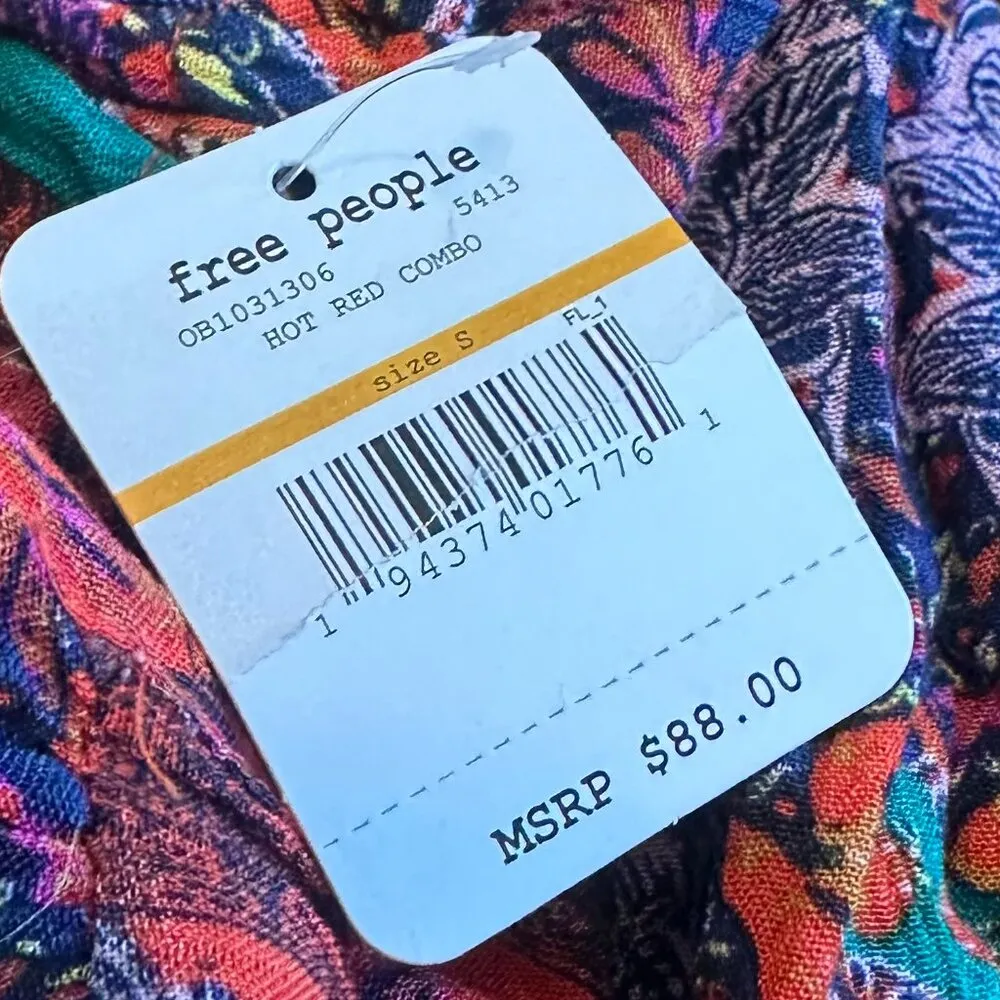 free people
OB1031306 5413
HOT RED COMBO
size S
FL_1
1 94374 01776 1
MSRP $88.00